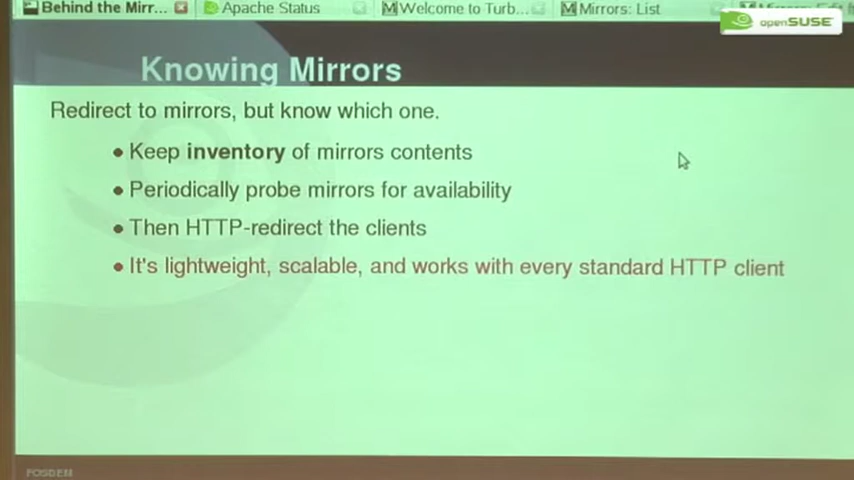 Behind the Mirr...
Apache Status
Welcome to Turb...
Mirrors: List
openSUSE
Knowing Mirrors
Redirect to mirrors, but know which one.
• Keep inventory of mirrors contents
• Periodically probe mirrors for availability
• Then HTTP-redirect the clients
• It's lightweight, scalable, and works with every standard HTTP client
FOSDEM